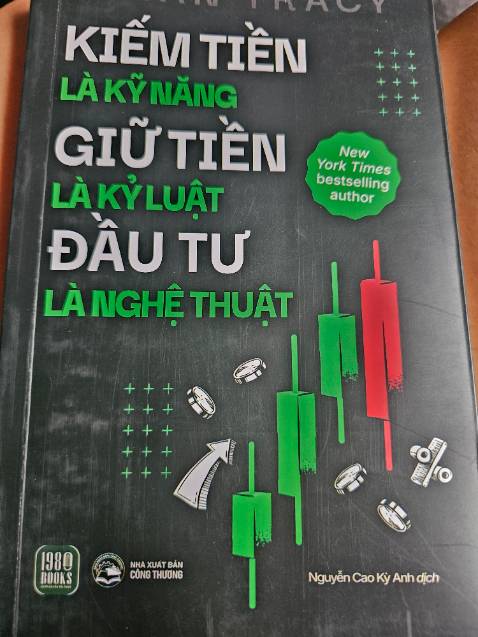 TRACY
KIẾM TIỀN
LÀ KỸ NĂNG
GIỮ TIỀN
LÀ KỶ LUẬT
ĐẦU TƯ
LÀ NGHỆ THUẬT
New
York Times
bestselling
author
1980
BOOKS
NHÀ XUẤT BẢN
CÔNG THƯƠNG
Nguyễn Cao Kỳ Anh dịch